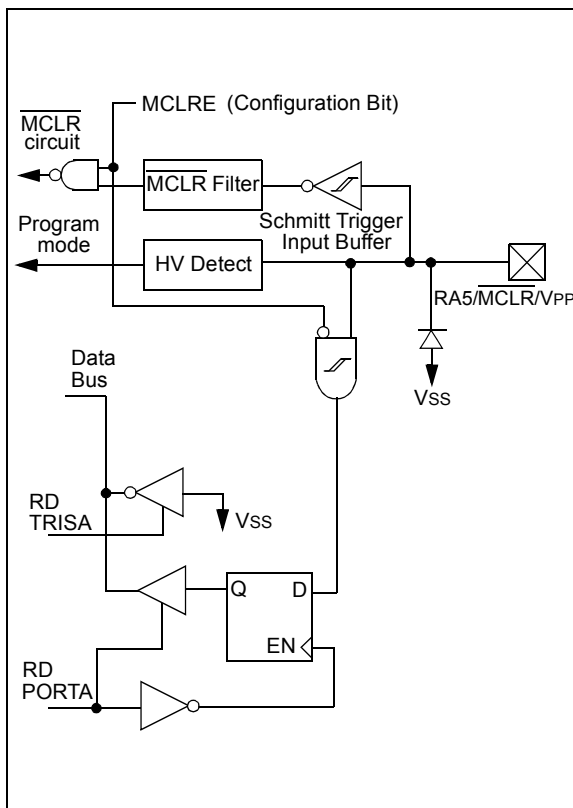 MCLRE (Configuration Bit)
MCLR
circuit
MCLR Filter
Schmitt Trigger
Input Buffer
Program
mode
HV Detect
RA5/MCLR/VPP
VSS
Data
Bus
RD
TRISA
VSS
Q
D
EN
RD
PORTA